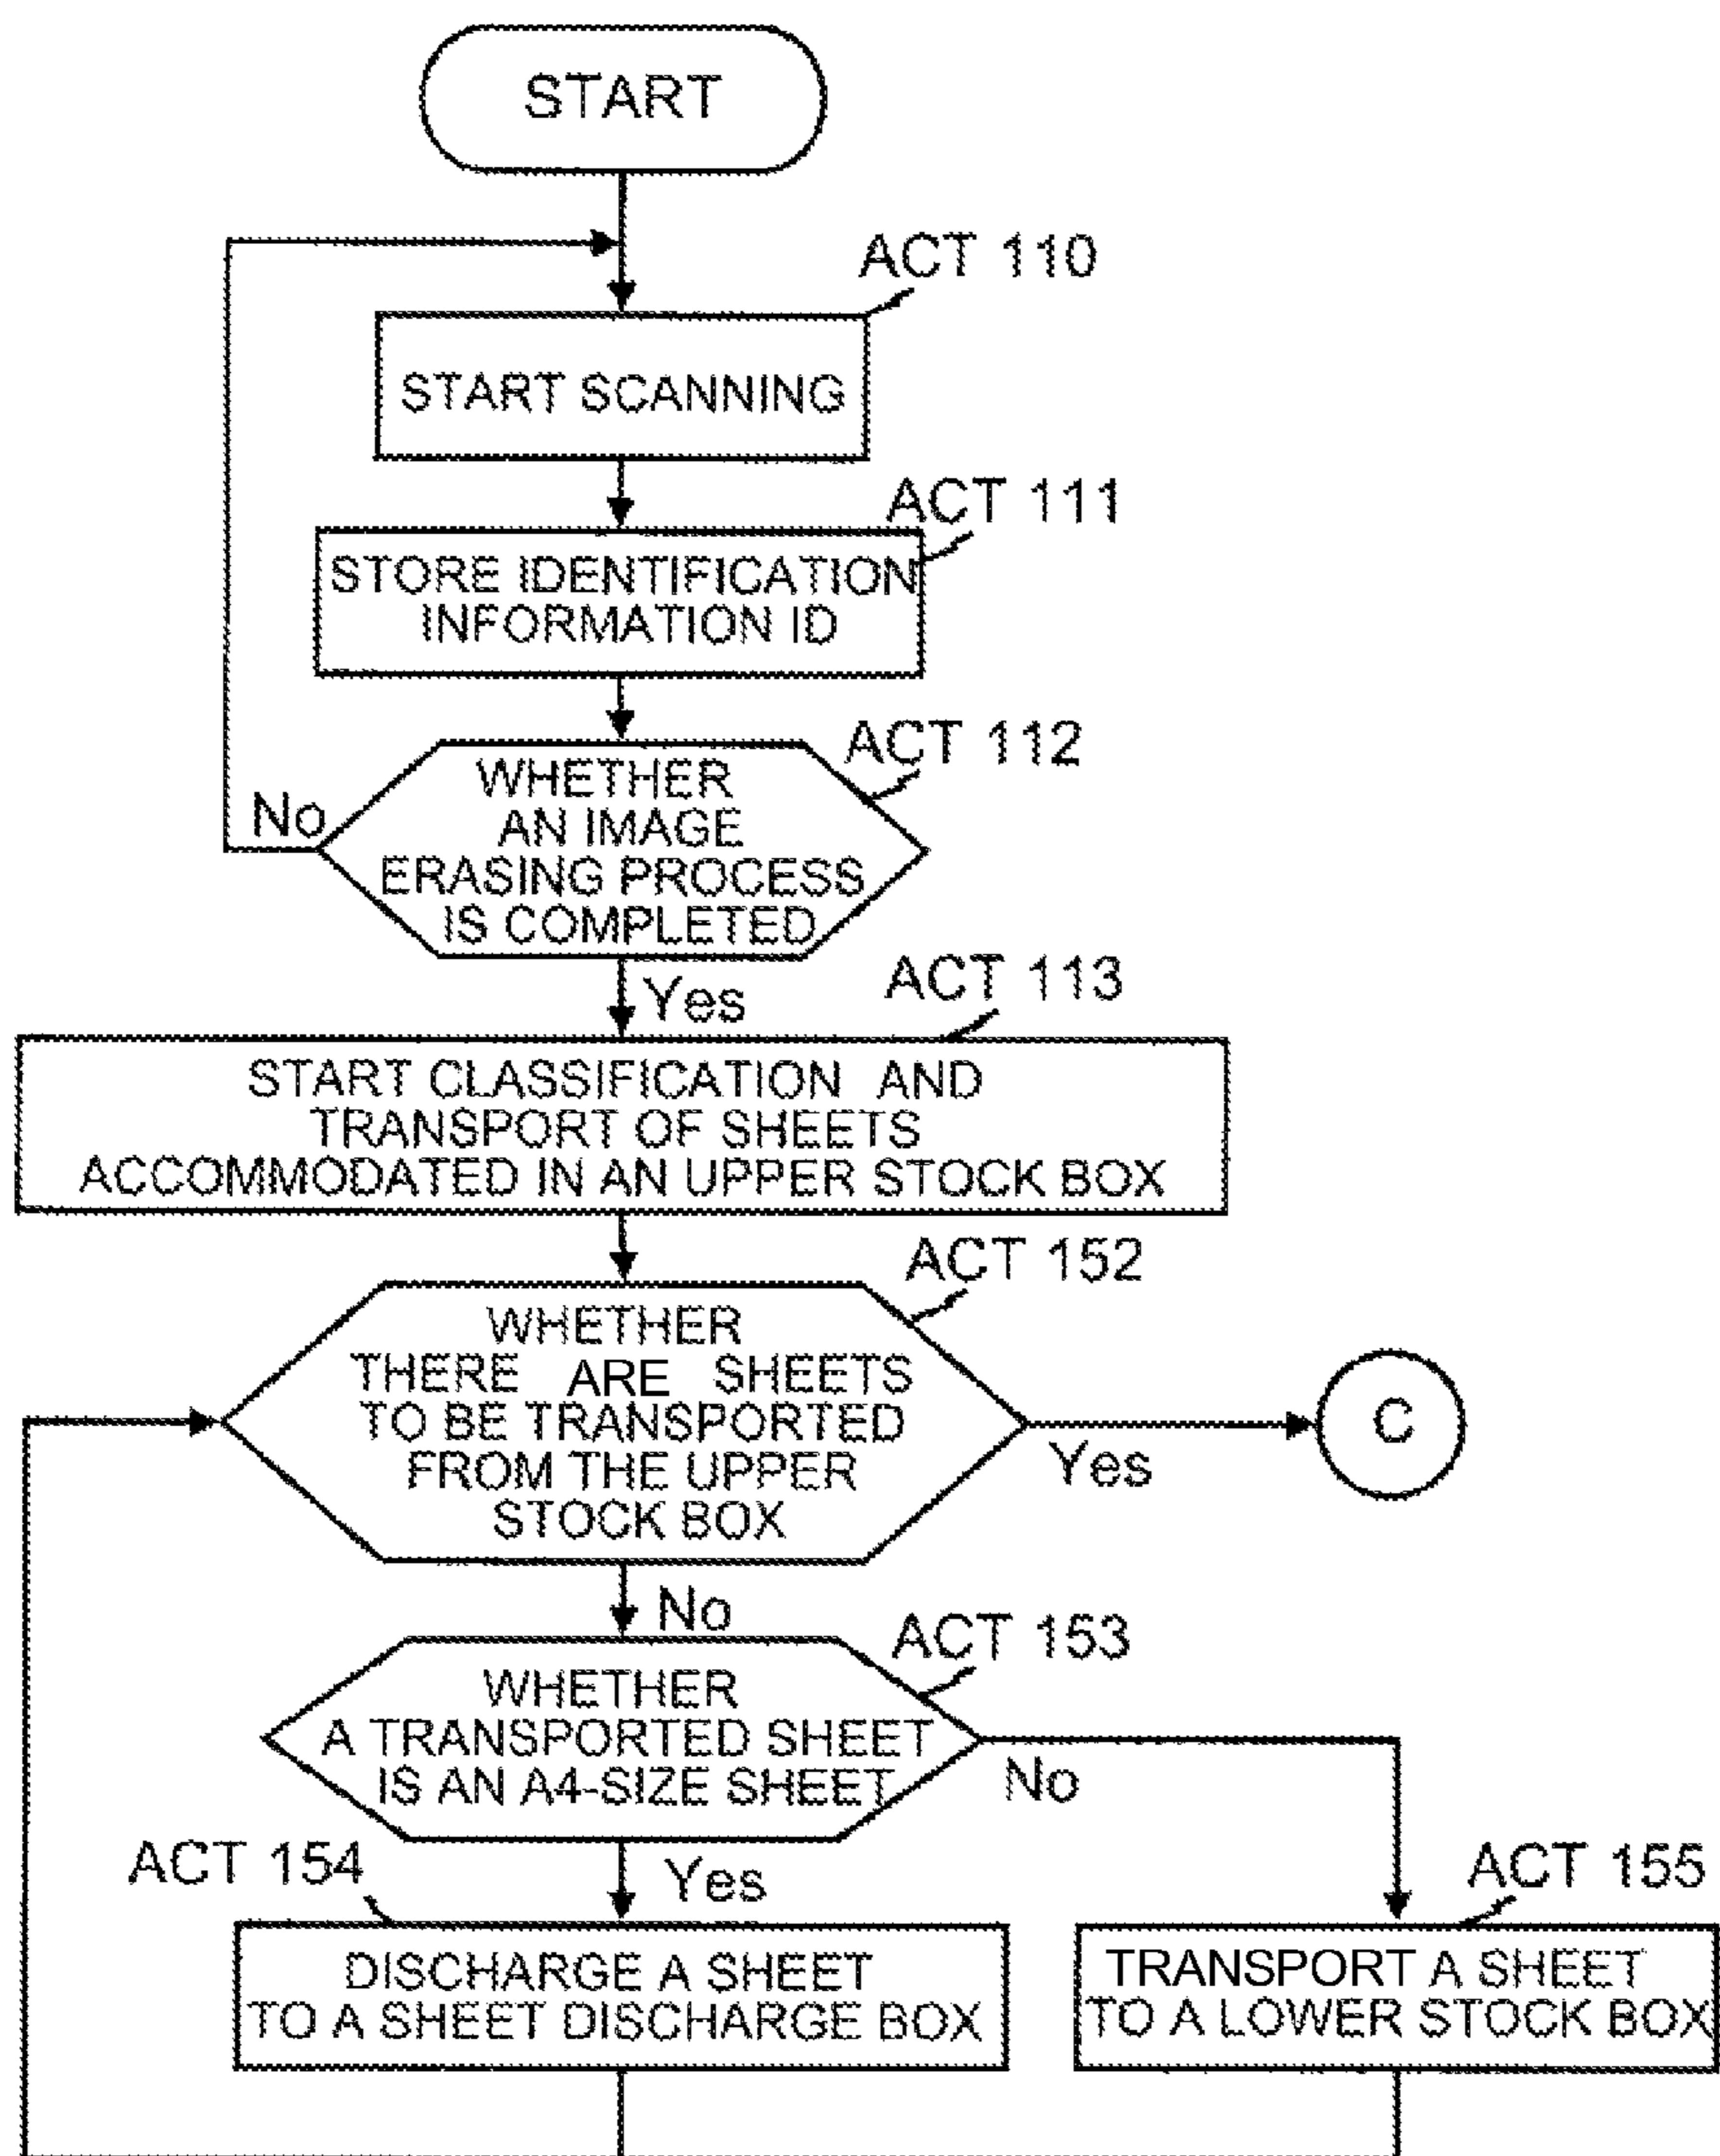 START
ACT 110
START SCANNING
ACT 111
STORE IDENTIFICATION
INFORMATION ID
ACT 112
WHETHER
AN IMAGE
ERASING PROCESS
IS COMPLETED
No
Yes
ACT 113
START CLASSIFICATION AND
TRANSPORT OF SHEETS
ACCOMMODATED IN AN UPPER STOCK BOX
ACT 152
WHETHER
THERE ARE SHEETS
TO BE TRANSPORTED
FROM THE UPPER
STOCK BOX
Yes
C
No
ACT 153
WHETHER
A TRANSPORTED SHEET
IS AN A4-SIZE SHEET
No
Yes
ACT 154
DISCHARGE A SHEET
TO A SHEET DISCHARGE BOX
ACT 155
TRANSPORT A SHEET
TO A LOWER STOCK BOX